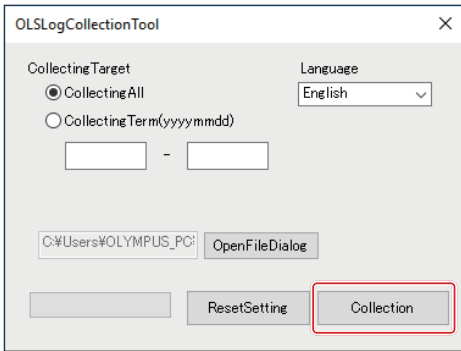 OLSLogCollectionTool
CollectingTarget
Language
CollectingAll
English
CollectingTerm(yyyymmdd)
-
C:¥Users¥OLYMPUS_PC¥
OpenFileDialog
ResetSetting
Collection